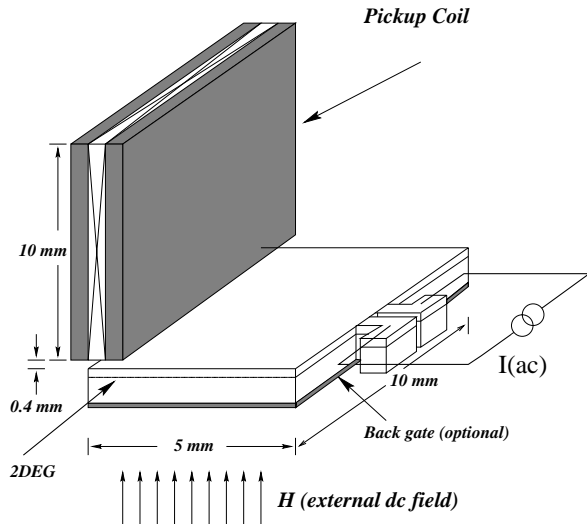 Pickup Coil
10 mm
I(ac)
10 mm
0.4 mm
Back gate (optional)
5 mm
2DEG
H (external dc field)